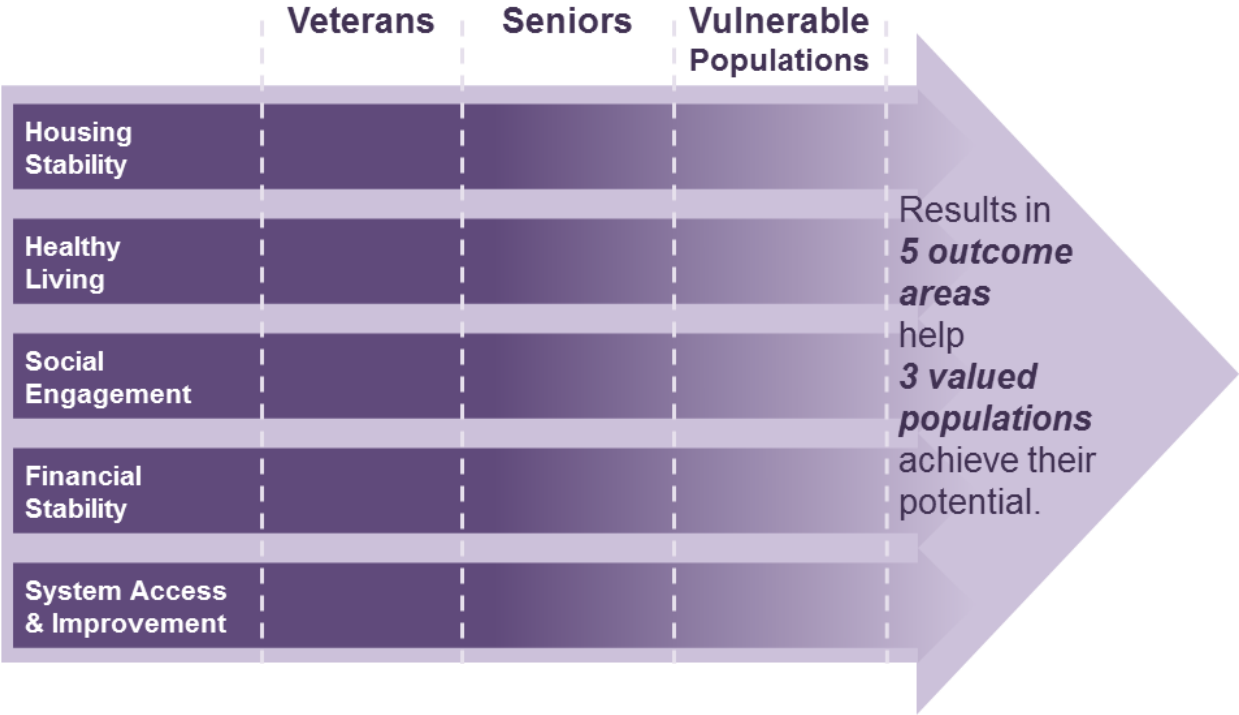 Veterans
Seniors
Vulnerable
Populations
Housing
Stability
Healthy
Living
Social
Engagement
Financial
Stability
System Access
& Improvement
Results in
5 outcome
areas
help
3 valued
populations
achieve their
potential.